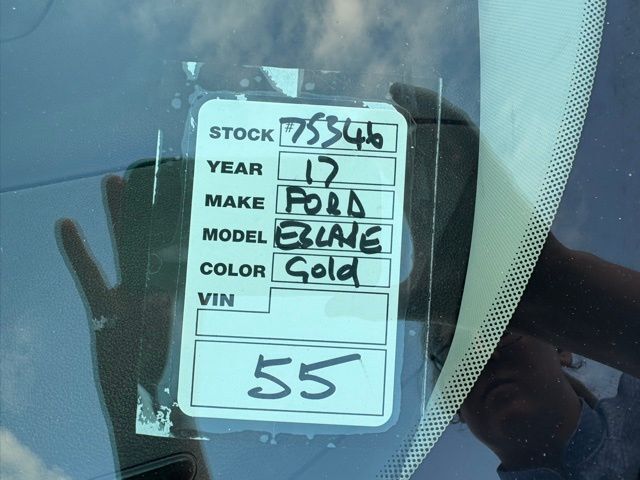 STOCK #75346
YEAR 17
MAKE FORD
MODEL ESCAPE
COLOR Gold
VIN
55